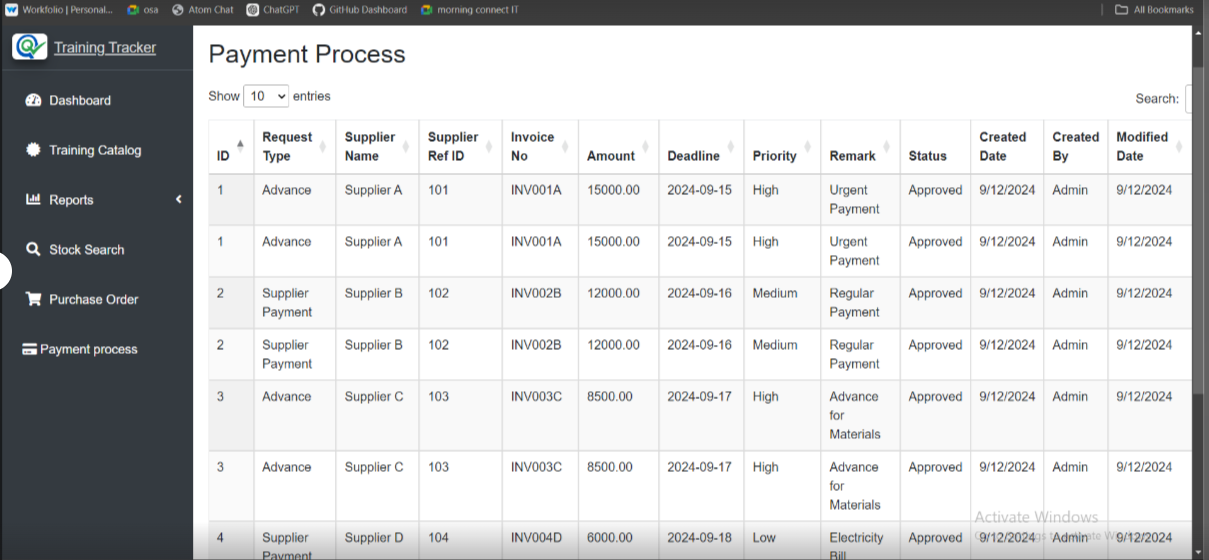 Workfolio | Personal... osa Atom Chat ChatGPT GitHub Dashboard morning connect IT All Bookmarks
Training Tracker
Dashboard
Training Catalog
Reports
Stock Search
Purchase Order
Payment process
Payment Process
Show 10 entries Search:
ID Request Type Supplier Name Supplier Ref ID Invoice No Amount Deadline Priority Remark Status Created Date Created By Modified Date
1 Advance Supplier A 101 INV001A 15000.00 2024-09-15 High Urgent Payment Approved 9/12/2024 Admin 9/12/2024
1 Advance Supplier A 101 INV001A 15000.00 2024-09-15 High Urgent Payment Approved 9/12/2024 Admin 9/12/2024
2 Supplier Payment Supplier B 102 INV002B 12000.00 2024-09-16 Medium Regular Payment Approved 9/12/2024 Admin 9/12/2024
2 Supplier Payment Supplier B 102 INV002B 12000.00 2024-09-16 Medium Regular Payment Approved 9/12/2024 Admin 9/12/2024
3 Advance Supplier C 103 INV003C 8500.00 2024-09-17 High Advance for Materials Approved 9/12/2024 Admin 9/12/2024
3 Advance Supplier C 103 INV003C 8500.00 2024-09-17 High Advance for Materials Approved 9/12/2024 Admin 9/12/2024
4 Supplier Payment Supplier D 104 INV004D 6000.00 2024-09-18 Low Electricity Bill Approved 9/12/2024 Admin 9/12/2024
Activate Windows